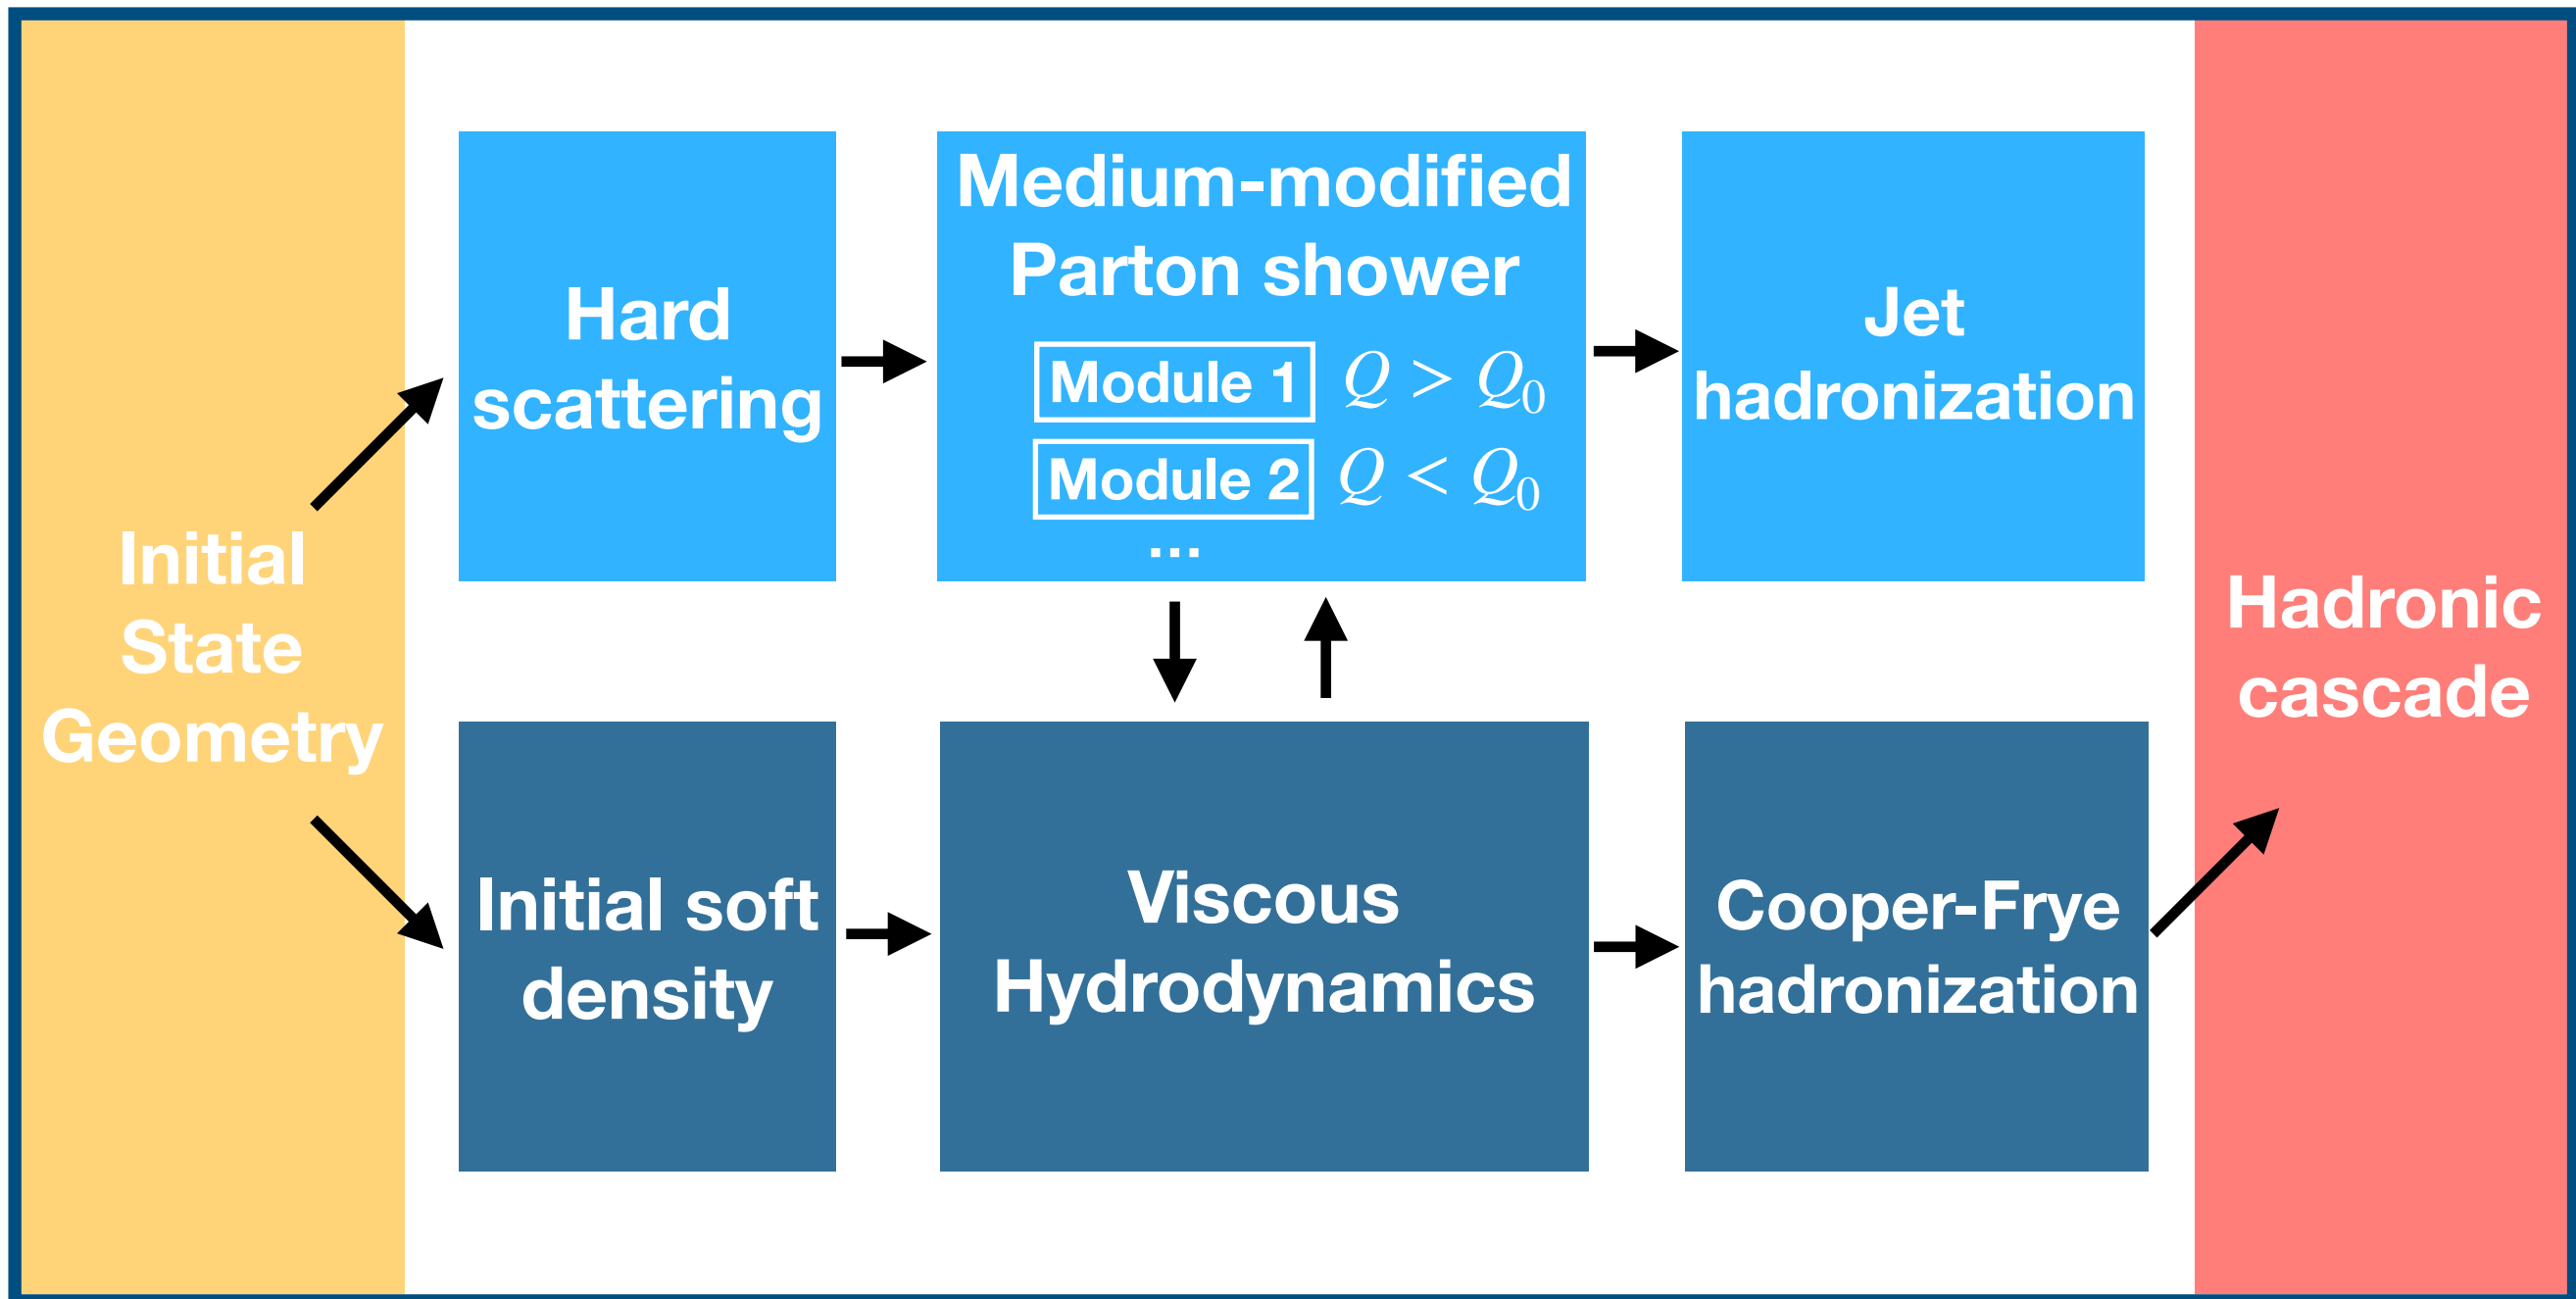 Initial
State
Geometry
Hard
scattering
Medium-modified
Parton shower
Module 1 Q > Q₀
Module 2 Q < Q₀
...
Jet
hadronization
Initial soft
density
Viscous
Hydrodynamics
Cooper-Frye
hadronization
Hadronic
cascade